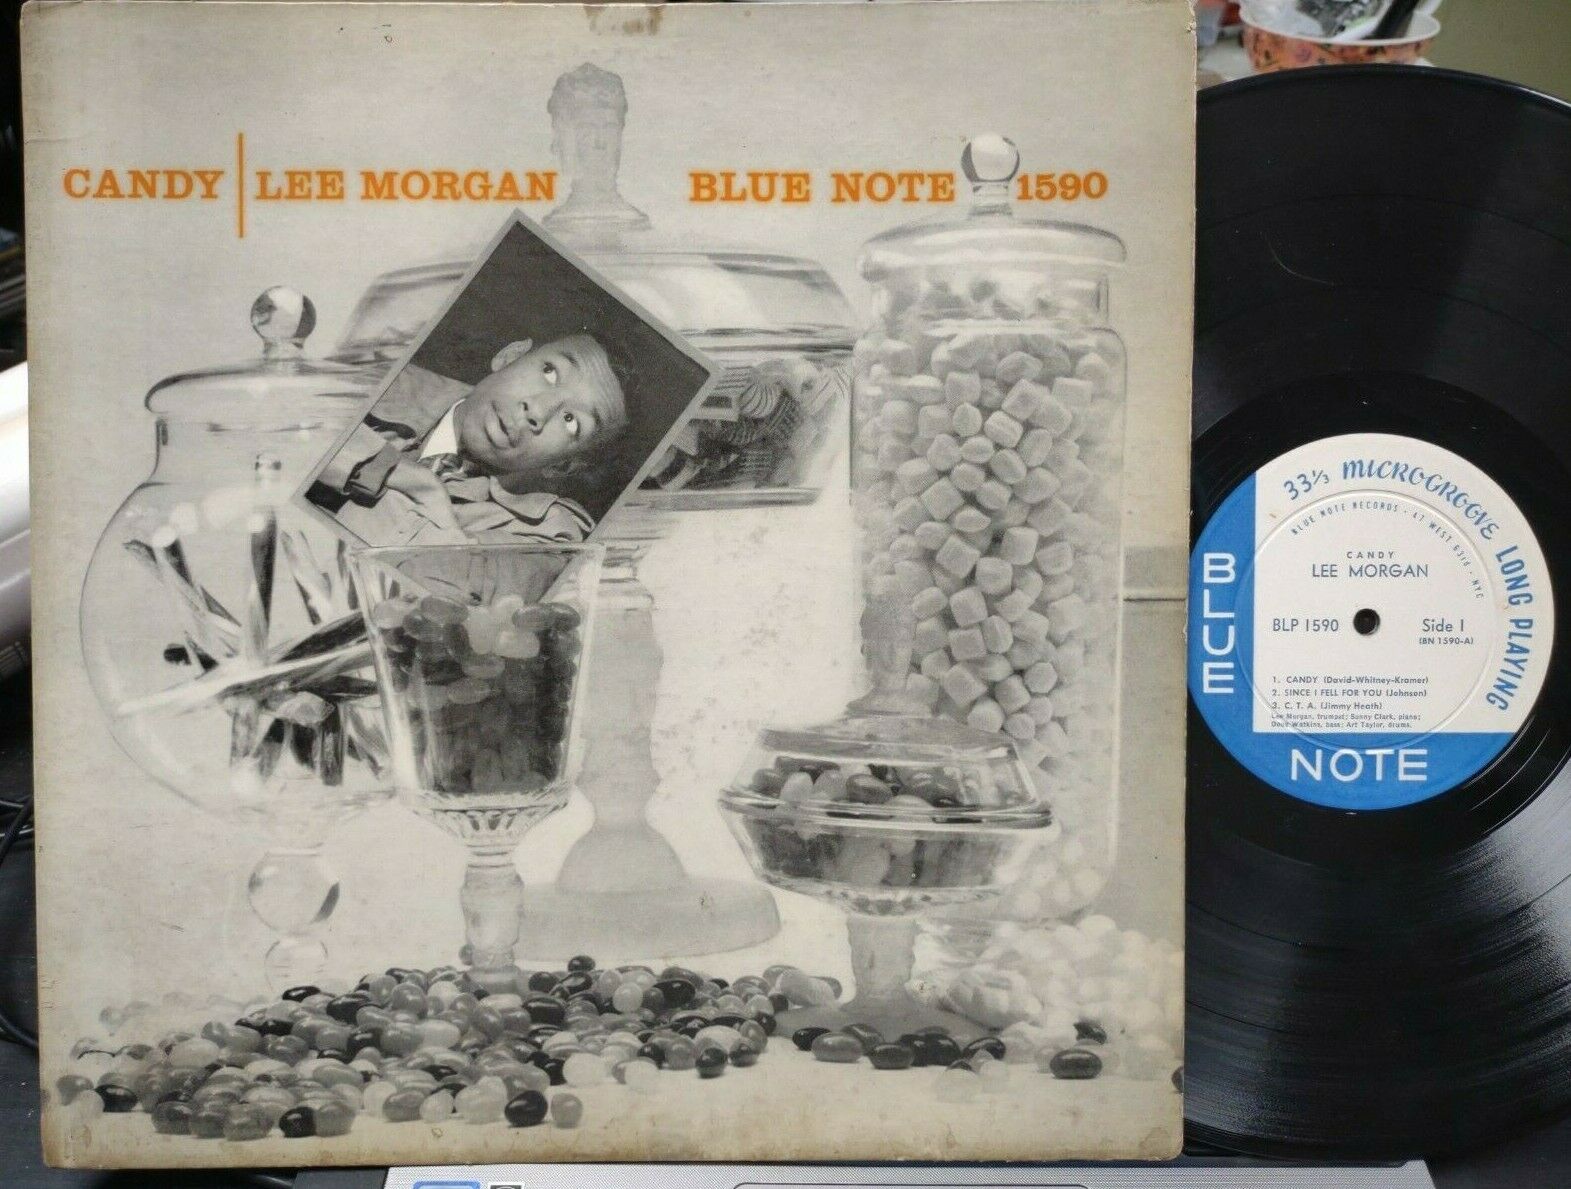 CANDY | LEE MORGAN BLUE NOTE 1590
33⅓ MICROGROOVE LONG PLAYING
BLUE NOTE RECORDS • 47 WEST 63rd • NYC
CANDY
LEE MORGAN
BLP 1590 Side 1
(BN 1590-A)
1. CANDY (David-Whitney-Kramer)
2. SINCE I FELL FOR YOU (Johnson)
3. C. T. A. (Jimmy Heath)
Lee Morgan, trumpet; Sonny Clark, piano;
Doug Watkins, bass; Art Taylor, drums.
BLUE
NOTE